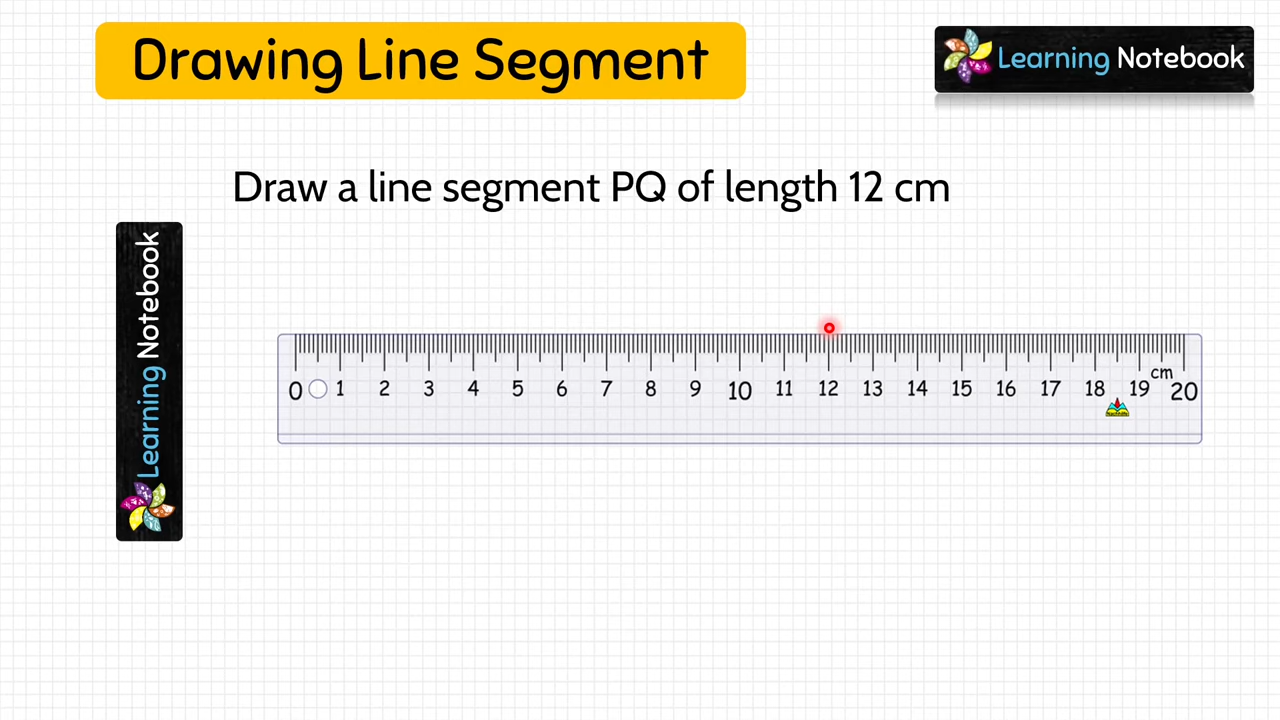 Drawing Line Segment
Learning Notebook
Draw a line segment PQ of length 12 cm
Learning Notebook
cm
0 1 2 3 4 5 6 7 8 9 10 11 12 13 14 15 16 17 18 19 20